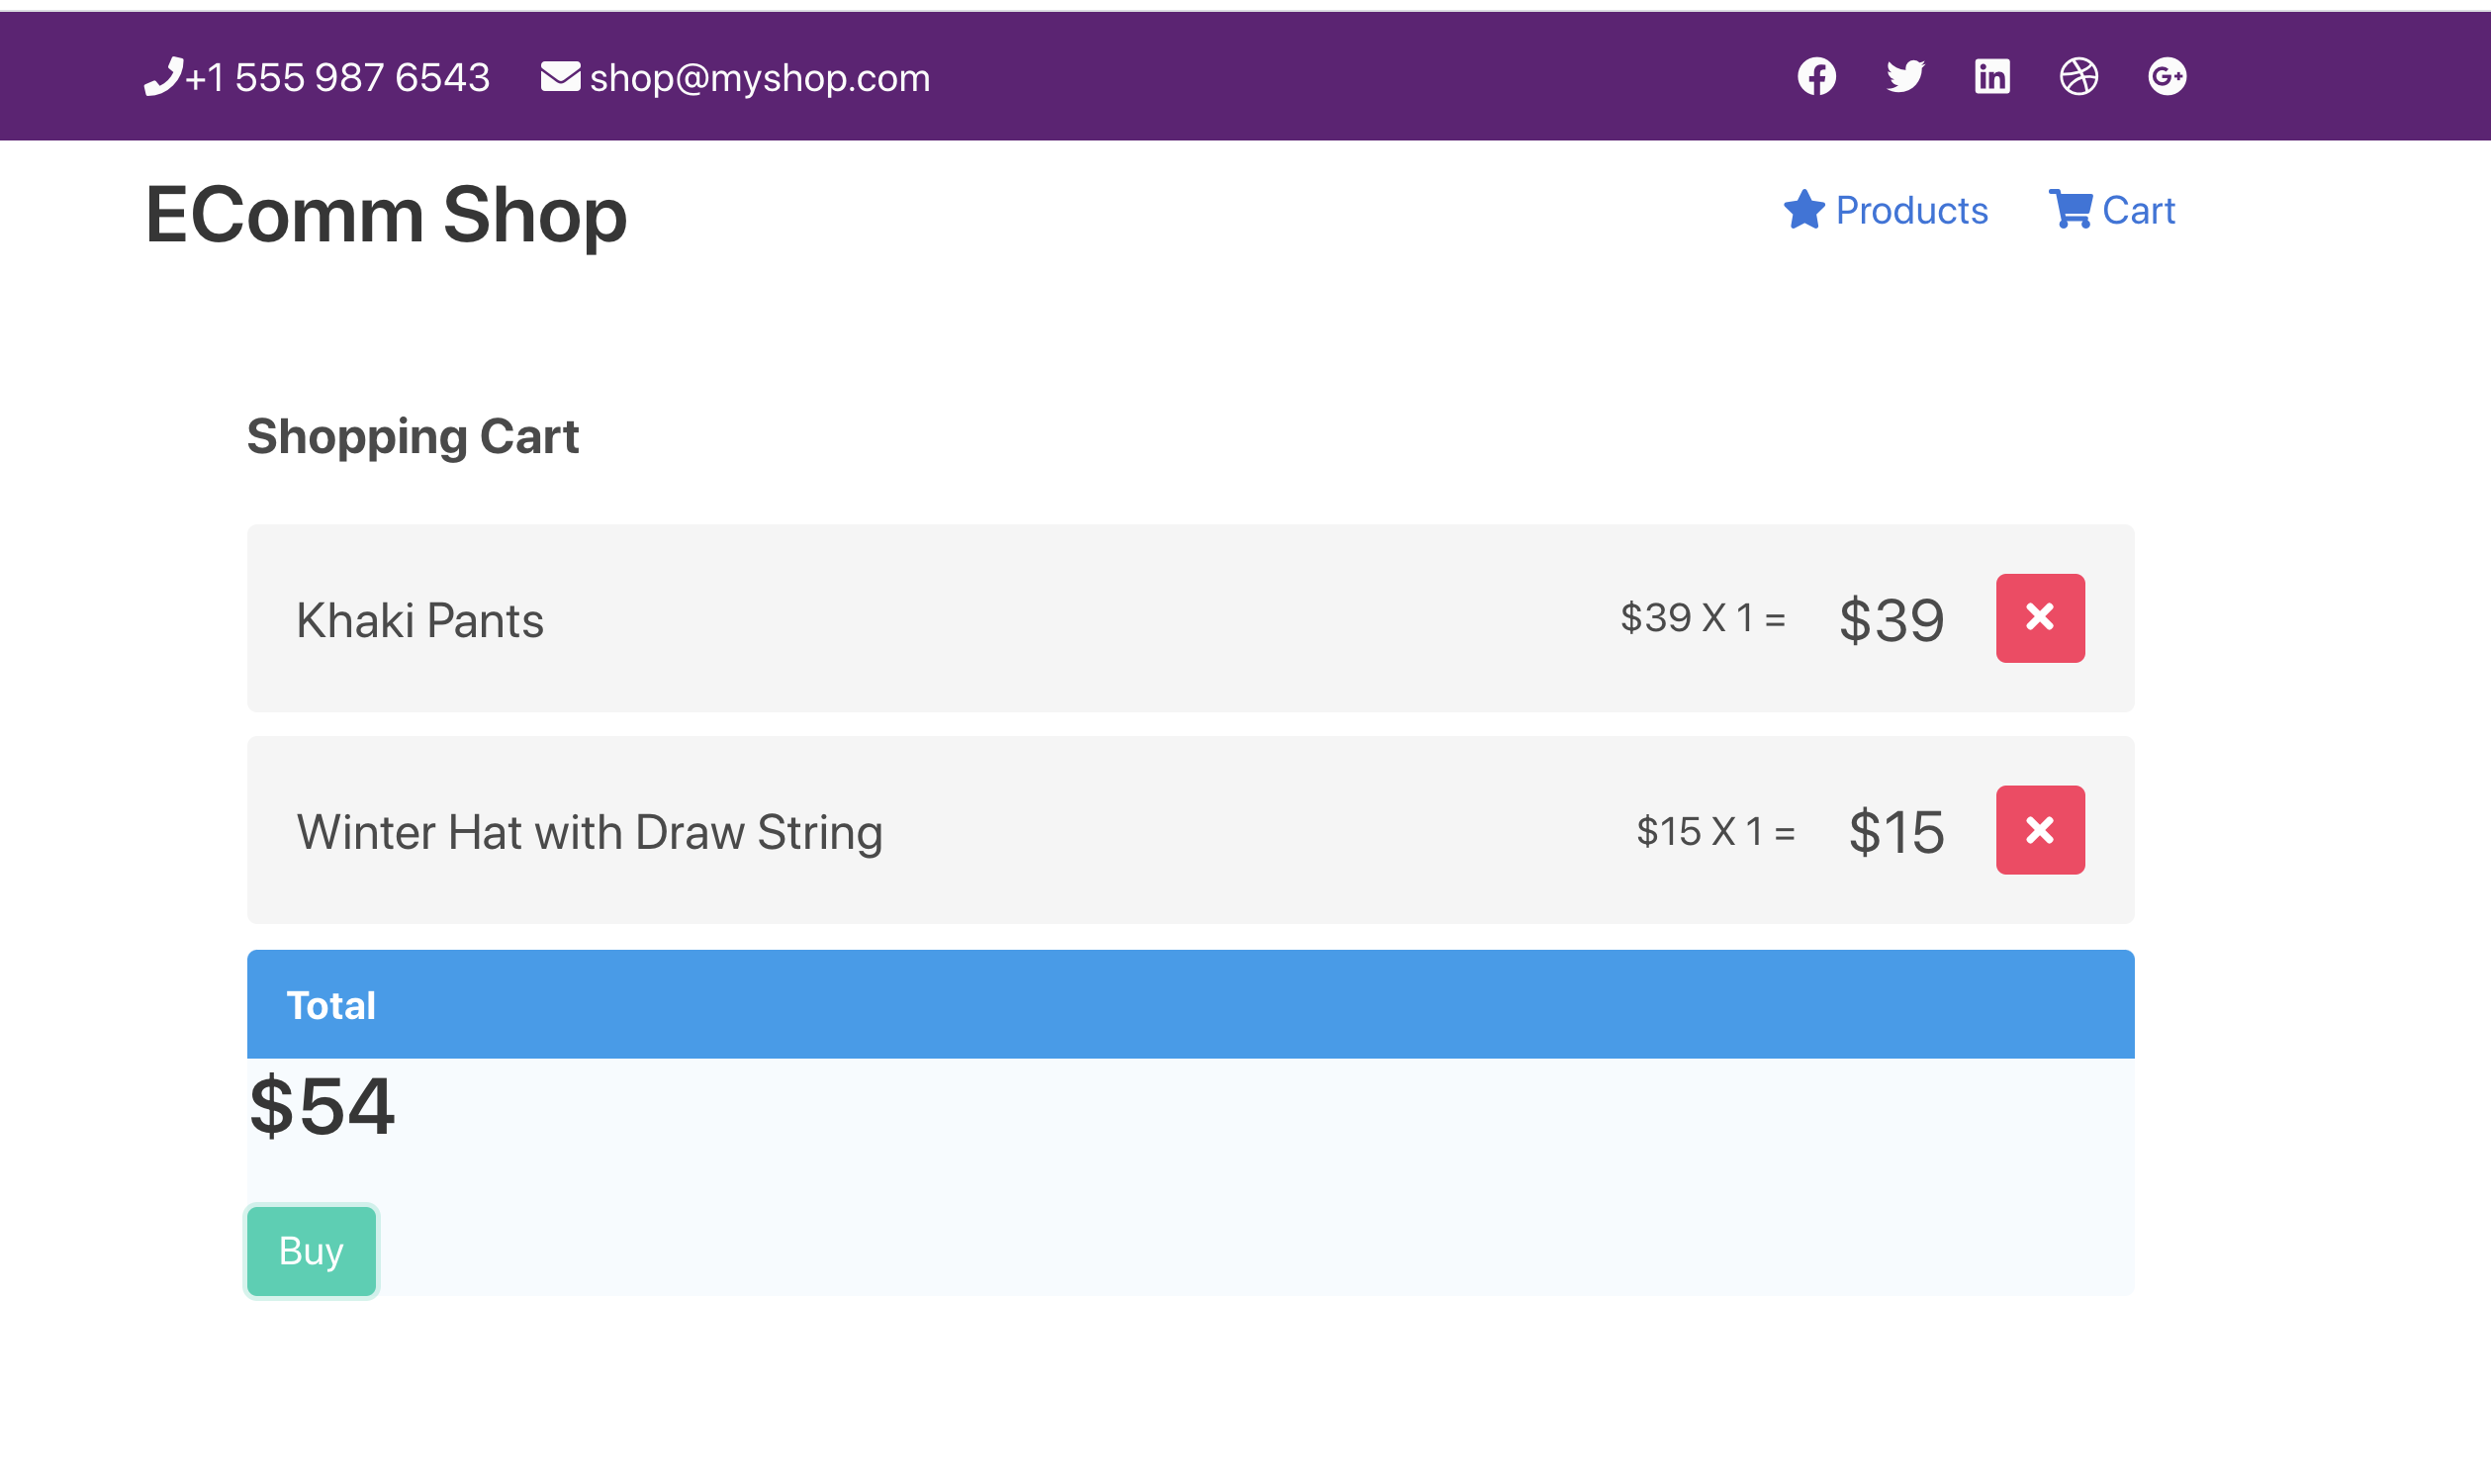 +1 555 987 6543 shop@myshop.com
EComm Shop Products Cart
Shopping Cart
Khaki Pants $39 X 1 = $39
Winter Hat with Draw String $15 X 1 = $15
Total
$54
Buy